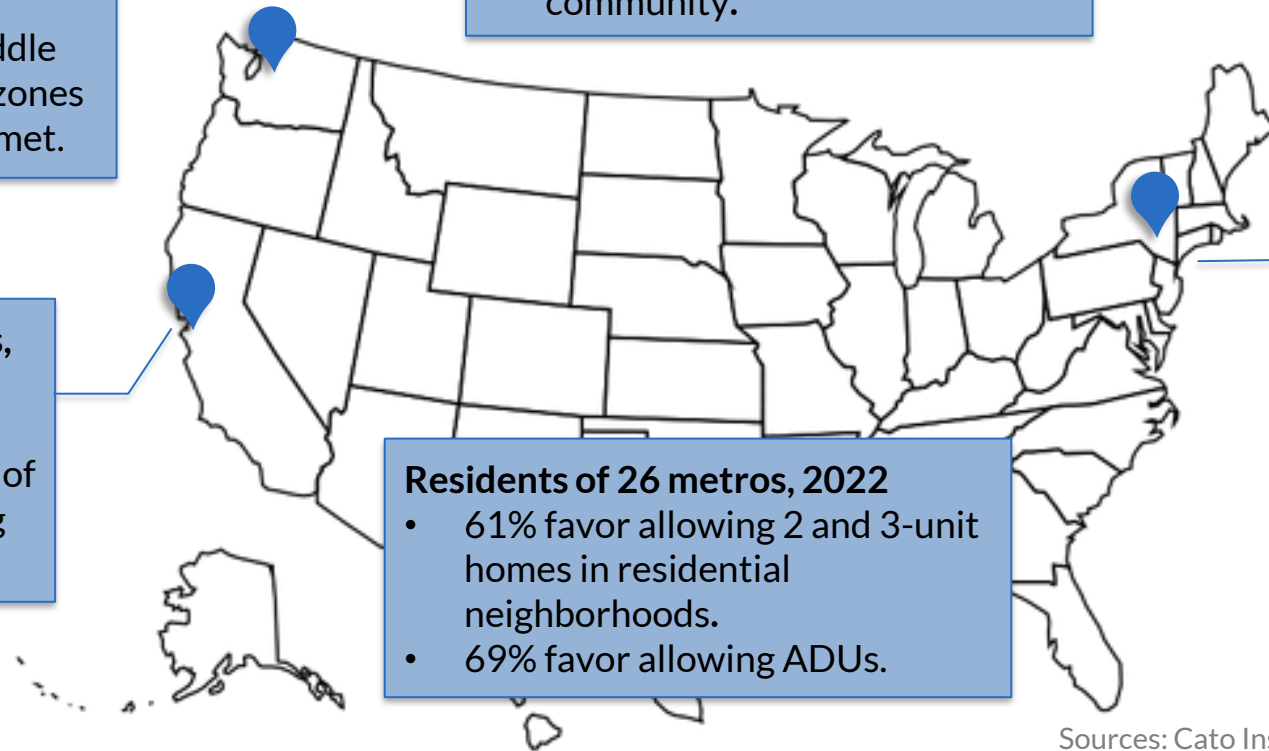 community.
ddle
zones
met.
s,
of
g
Residents of 26 metros, 2022
• 61% favor allowing 2 and 3-unit
homes in residential
neighborhoods.
• 69% favor allowing ADUs.
Sources: Cato Ins